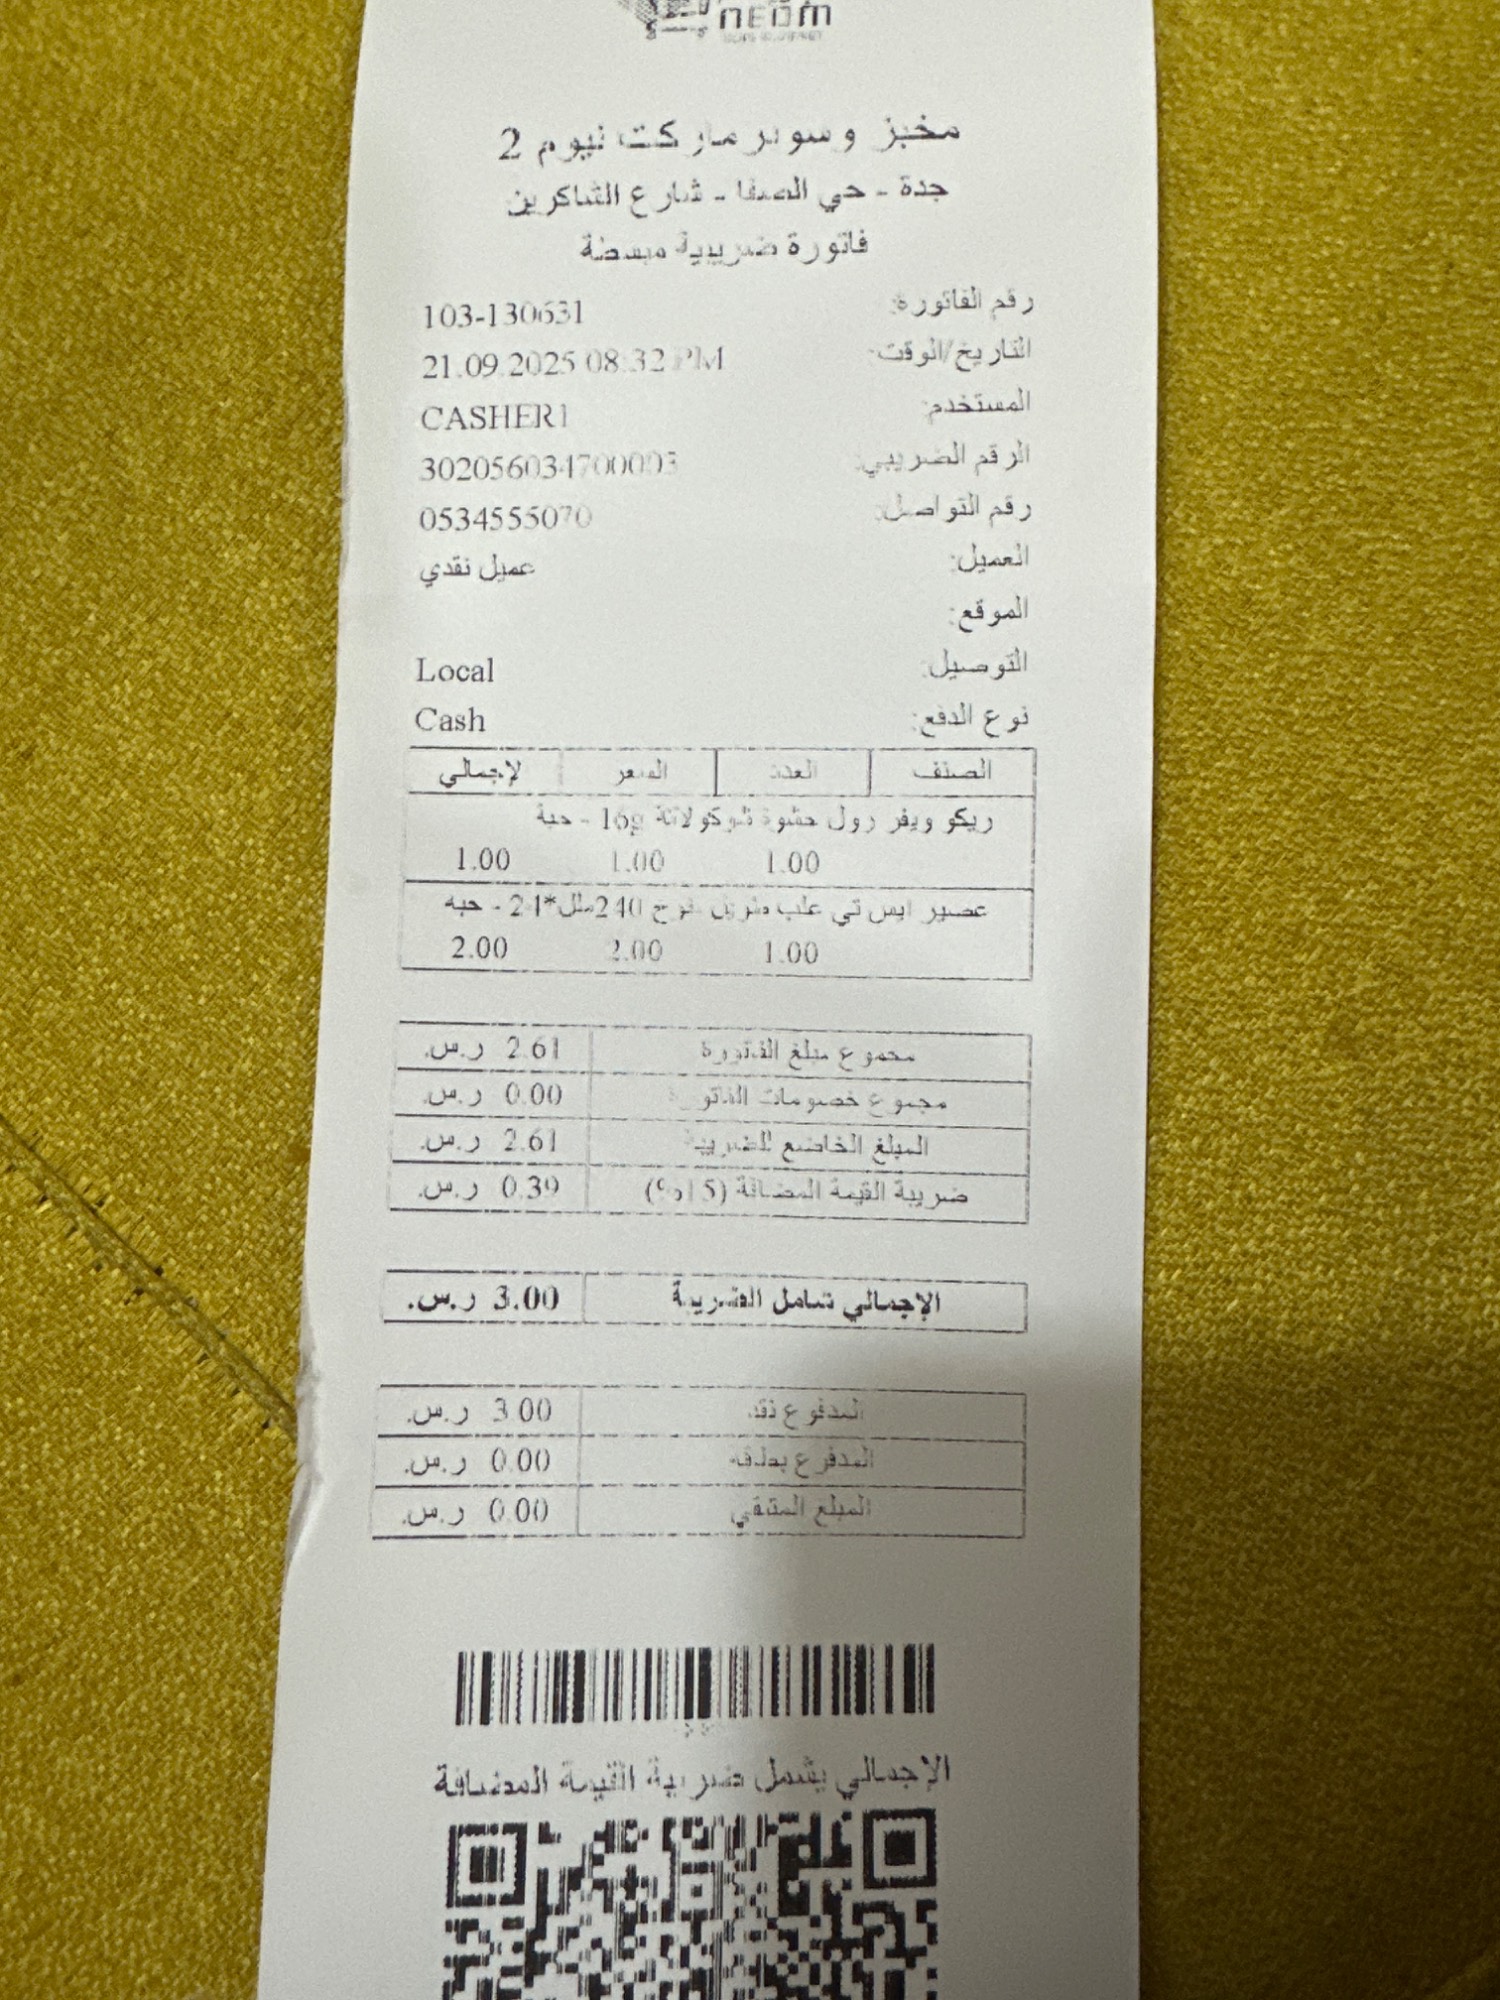 neom
مخبز وسوبر ماركت نيوم 2
جدة - حي الصفا - شارع الشاكرين
فاتورة ضريبية مبسطة
رقم الفاتورة: 103-130631
التاريخ/الوقت: 21.09.2025 08:32 PM
المستخدم: CASHER1
الرقم الضريبي: 302056034700003
رقم التواصل: 0534555070
العميل: عميل نقدي
الموقع:
التوصيل: Local
نوع الدفع: Cash
الصنف العدد السعر لإجمالي
ريكو ويفر رول حشوة شوكولاتة 16g - حبة
1.00 1.00 1.00
عصير ايس تي علب خوخ 240ملل*24 - حبه
1.00 2.00 2.00
مجموع مبلغ الفاتورة 2.61 ر.س.
مجموع خصومات الفاتورة 0.00 ر.س.
المبلغ الخاضع للضريبة 2.61 ر.س.
ضريبة القيمة المضافة (15%) 0.39 ر.س.
الإجمالي شامل الضريبة 3.00 ر.س.
المدفوع نقد 3.00 ر.س.
المدفوع بطاقة 0.00 ر.س.
المبلغ المتبقي 0.00 ر.س.
الإجمالي يشمل ضريبة القيمة المضافة